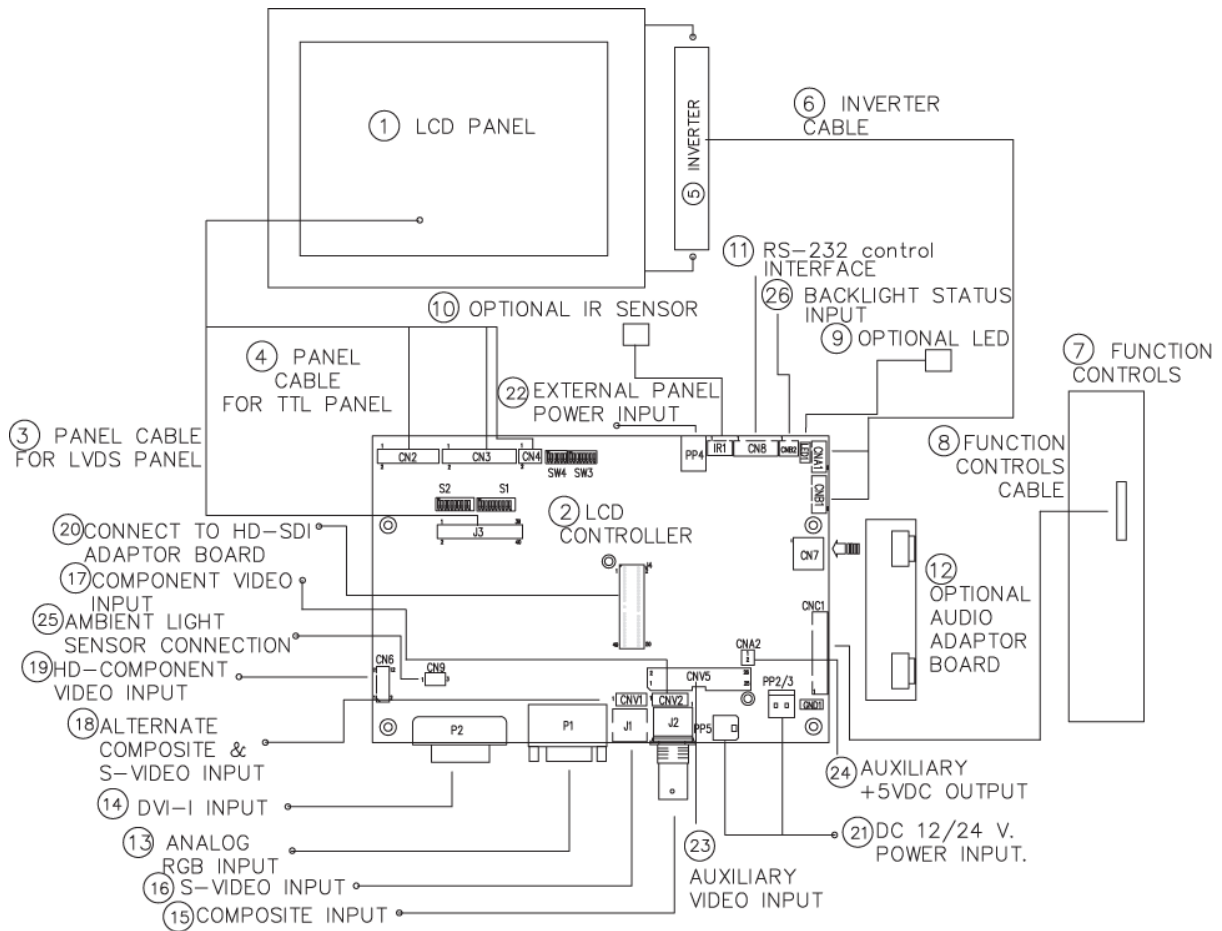 1 LCD PANEL
5 INVERTER
6 INVERTER
CABLE
11 RS-232 control
INTERFACE
26 BACKLIGHT STATUS
INPUT
10 OPTIONAL IR SENSOR
9 OPTIONAL LED
7 FUNCTION
CONTROLS
4 PANEL
CABLE
FOR TTL PANEL
22 EXTERNAL PANEL
POWER INPUT
3 PANEL CABLE
FOR LVDS PANEL
8 FUNCTION
CONTROLS
CABLE
CN2
CN3
CN4
SW4
SW3
PP4
IR1
CN8
CNB2
LED1
CNA1
CNB1
S2
S1
J3
2 LCD
CONTROLLER
J4
CN7
20 CONNECT TO HD-SDI
ADAPTOR BOARD
17 COMPONENT VIDEO
INPUT
25 AMBIENT LIGHT
SENSOR CONNECTION
19 HD-COMPONENT
VIDEO INPUT
12
OPTIONAL
AUDIO
ADAPTOR
BOARD
CNC1
CNA2
CN6
CN9
CNV5
PP2/3
CNV1
CNV2
GND1
P2
P1
J1
J2
PP5
18 ALTERNATE
COMPOSITE &
S-VIDEO INPUT
14 DVI-I INPUT
13 ANALOG
RGB INPUT
16 S-VIDEO INPUT
15 COMPOSITE INPUT
23
AUXILIARY
VIDEO INPUT
24 AUXILIARY
+5VDC OUTPUT
21 DC 12/24 V.
POWER INPUT.